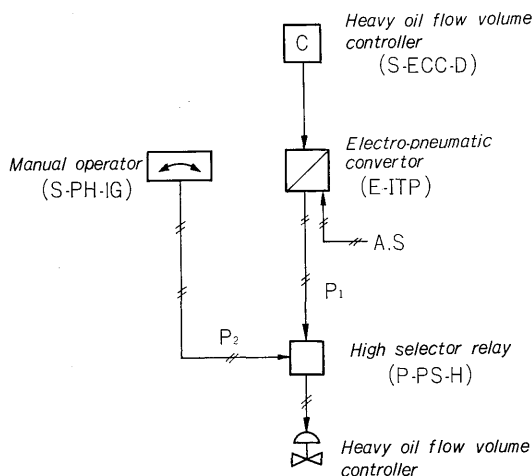 Heavy oil flow volume
controller
(S-ECC-D)
C
Electro-pneumatic
convertor
(E-ITP)
Manual operator
(S-PH-IG)
A.S
P1
P2
High selector relay
(P-PS-H)
Heavy oil flow volume
controller